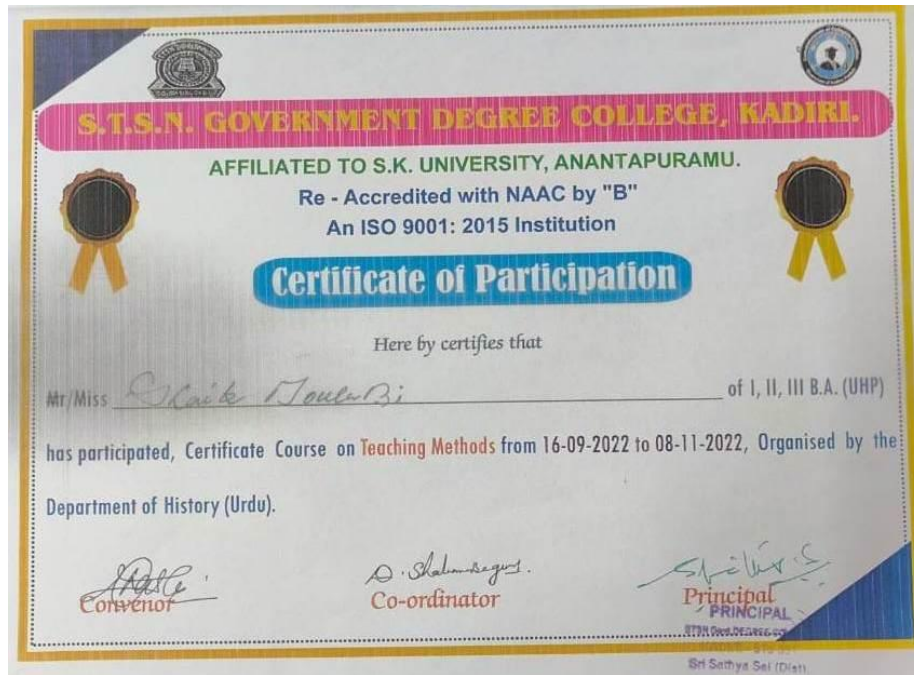 S.T.S.N. GOVERNMENT DEGREE COLLEGE, KADIRI.
AFFILIATED TO S.K. UNIVERSITY, ANANTAPURAMU.
Re - Accredited with NAAC by "B"
An ISO 9001: 2015 Institution
Certificate of Participation
Here by certifies that
Mr/Miss Shaik of I, II, III B.A. (UHP)
has participated, Certificate Course on Teaching Methods from 16-09-2022 to 08-11-2022, Organised by the
Department of History (Urdu).
Convenor
Co-ordinator
Principal
PRINCIPAL
Sri Sathya Sai (Dist)